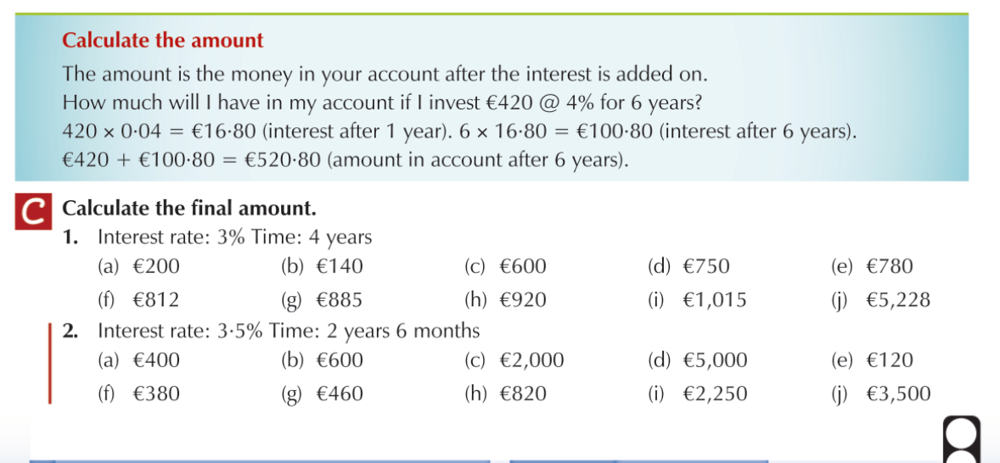 Calculate the amount
The amount is the money in your account after the interest is added on.
How much will I have in my account if I invest €420 @ 4% for 6 years?
420 × 0·04 = €16·80 (interest after 1 year). 6 × 16·80 = €100·80 (interest after 6 years).
€420 + €100·80 = €520·80 (amount in account after 6 years).
C Calculate the final amount.
1. Interest rate: 3% Time: 4 years
(a) €200 (b) €140 (c) €600 (d) €750 (e) €780
(f) €812 (g) €885 (h) €920 (i) €1,015 (j) €5,228
2. Interest rate: 3·5% Time: 2 years 6 months
(a) €400 (b) €600 (c) €2,000 (d) €5,000 (e) €120
(f) €380 (g) €460 (h) €820 (i) €2,250 (j) €3,500